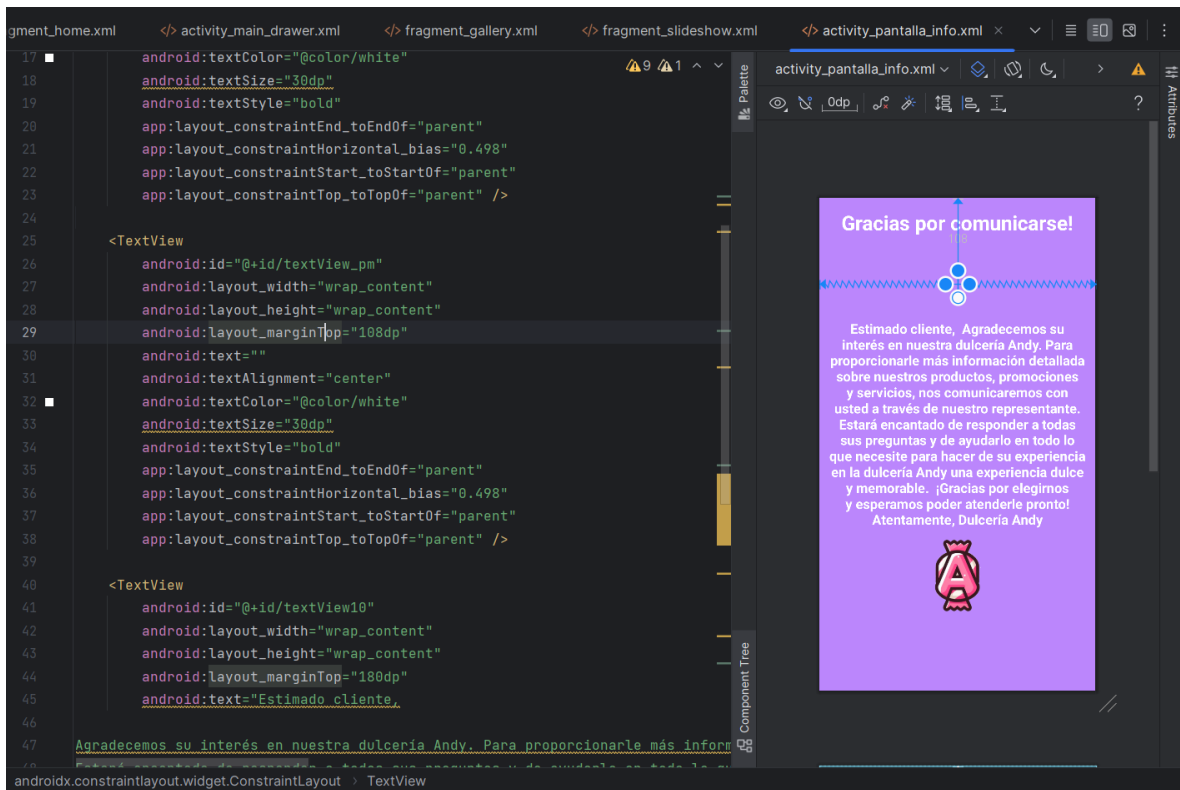 gment_home.xml </> activity_main_drawer.xml </> fragment_gallery.xml </> fragment_slideshow.xml </> activity_pantalla_info.xml ×
17 android:textColor="@color/white"
9 1
18 android:textSize="30dp"
19 android:textStyle="bold"
20 app:layout_constraintEnd_toEndOf="parent"
21 app:layout_constraintHorizontal_bias="0.498"
22 app:layout_constraintStart_toStartOf="parent"
23 app:layout_constraintTop_toTopOf="parent" />
24
25 <TextView
26 android:id="@+id/textView_pm"
27 android:layout_width="wrap_content"
28 android:layout_height="wrap_content"
29 android:layout_marginTop="108dp"
30 android:text=""
31 android:textAlignment="center"
32 android:textColor="@color/white"
33 android:textSize="30dp"
34 android:textStyle="bold"
35 app:layout_constraintEnd_toEndOf="parent"
36 app:layout_constraintHorizontal_bias="0.498"
37 app:layout_constraintStart_toStartOf="parent"
38 app:layout_constraintTop_toTopOf="parent" />
39
40 <TextView
41 android:id="@+id/textView10"
42 android:layout_width="wrap_content"
43 android:layout_height="wrap_content"
44 android:layout_marginTop="180dp"
45 android:text="Estimado cliente,
46
47 Agradecemos su interés en nuestra dulcería Andy. Para proporcionarle más inform
androidx.constraintlayout.widget.ConstraintLayout > TextView
Palette
Component Tree
activity_pantalla_info.xml
0dp
?
Attributes
Gracias por comunicarse!
108
Estimado cliente, Agradecemos su
interés en nuestra dulcería Andy. Para
proporcionarle más información detallada
sobre nuestros productos, promociones
y servicios, nos comunicaremos con
usted a través de nuestro representante.
Estará encantado de responder a todas
sus preguntas y de ayudarlo en todo lo
que necesite para hacer de su experiencia
en la dulcería Andy una experiencia dulce
y memorable. ¡Gracias por elegirnos
y esperamos poder atenderle pronto!
Atentamente, Dulcería Andy
A